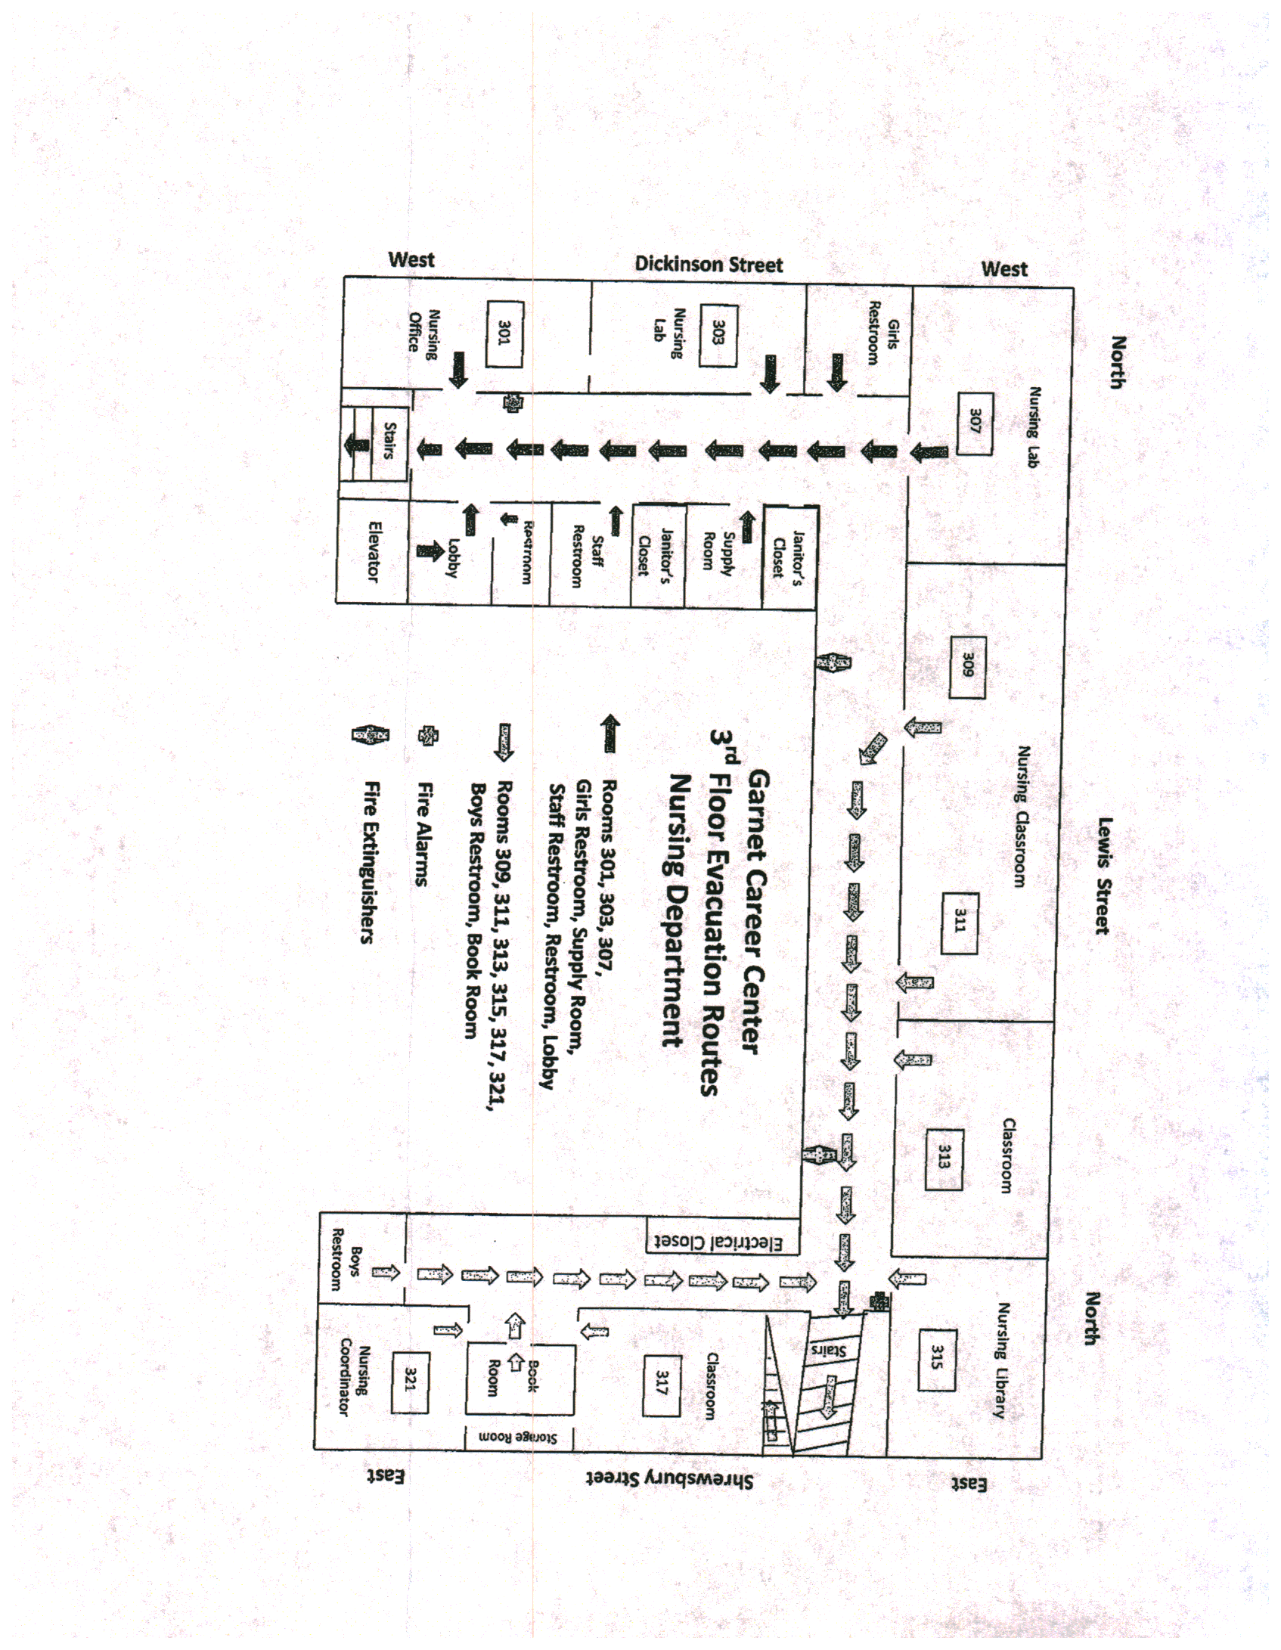 North
Lewis Street
North
West
Dickinson Street
West
Nursing Lab
307
309
Nursing Classroom
311
Classroom
313
Nursing Library
315
Girls
Restroom
303
Nursing
Lab
301
Nursing
Office
Stairs
Janitor's
Closet
Supply
Room
Janitor's
Closet
Staff
Restroom
Restroom
Lobby
Elevator
Garnet Career Center
3rd Floor Evacuation Routes
Nursing Department
Rooms 301, 303, 307,
Girls Restroom, Supply Room,
Staff Restroom, Restroom, Lobby
Rooms 309, 311, 313, 315, 317, 321,
Boys Restroom, Book Room
Fire Alarms
Fire Extinguishers
Electrical Closet
Stairs
Classroom
317
Book
Room
Storage Room
Boys
Restroom
321
Nursing
Coordinator
East
Shrewsbury Street
East